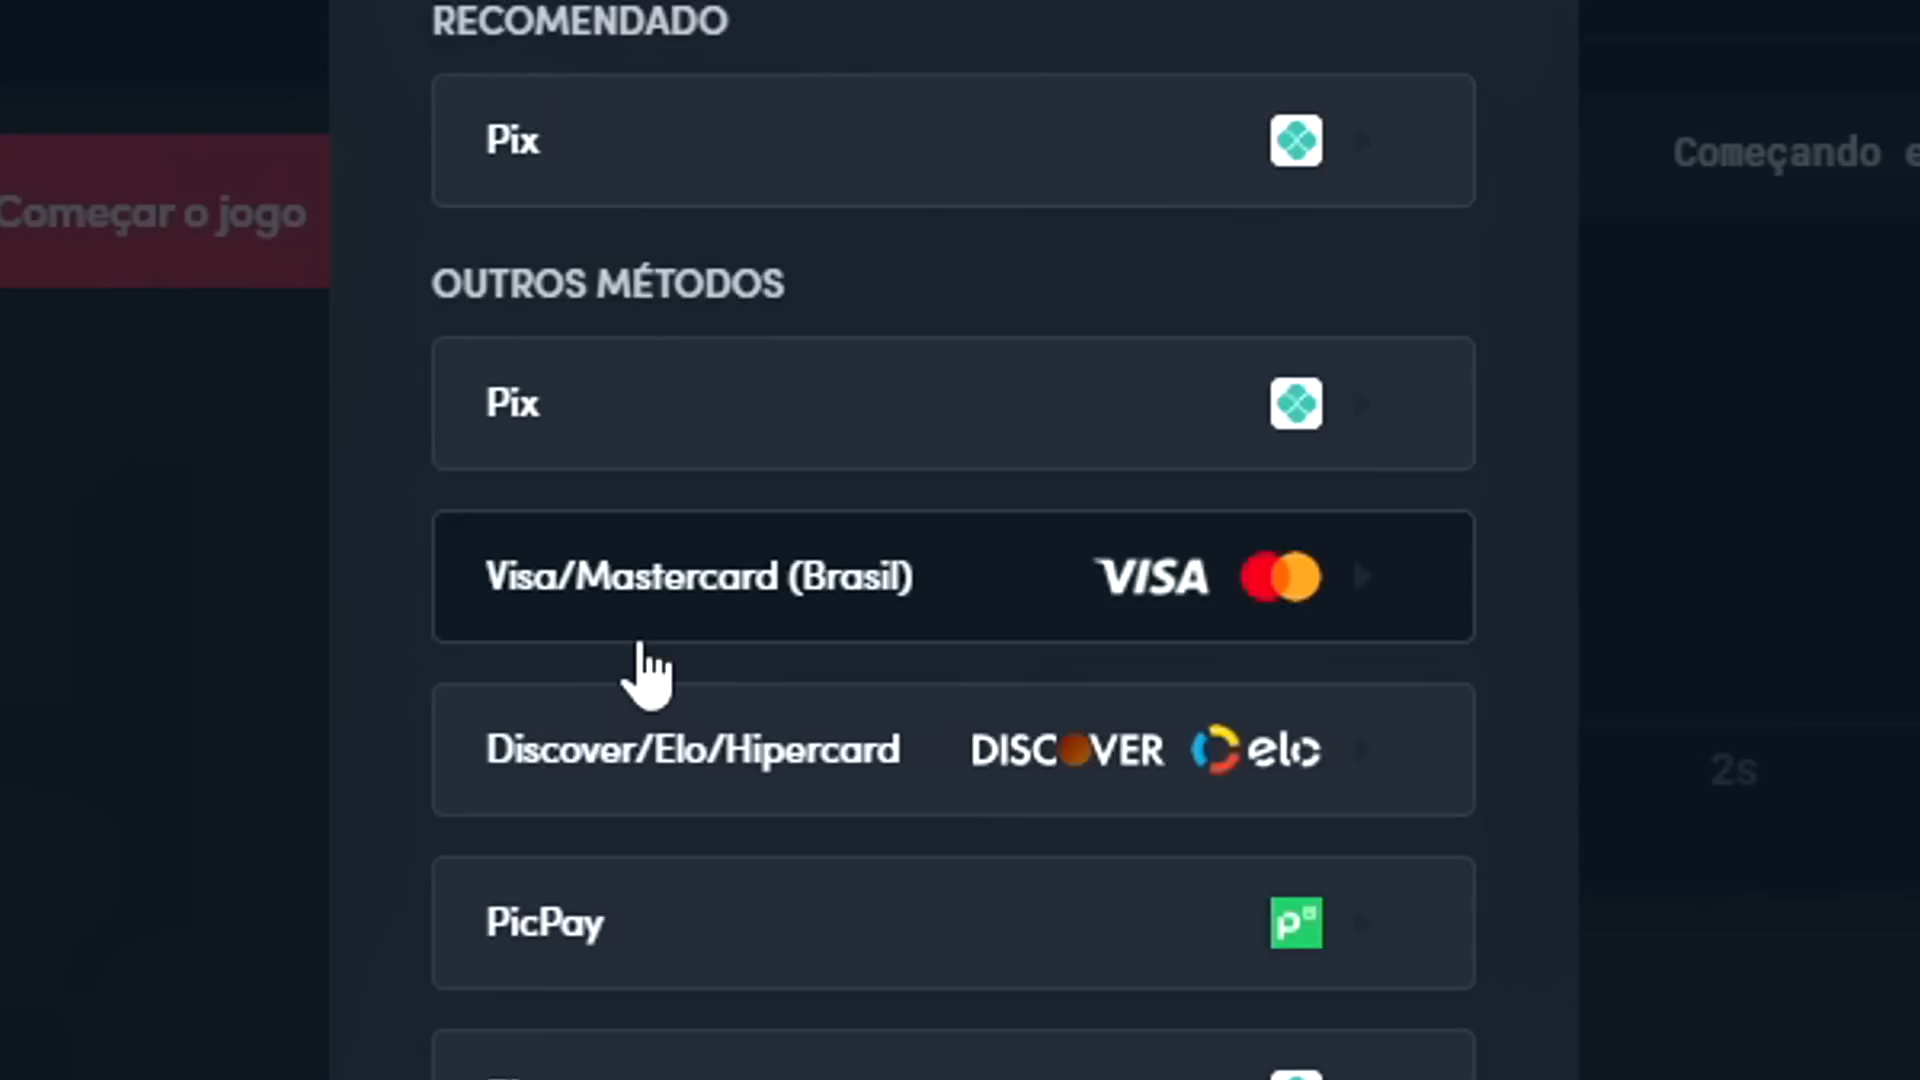 RECOMENDADO
Pix
Começando e
Começar o jogo
OUTROS MÉTODOS
Pix
Visa/Mastercard (Brasil) VISA
Discover/Elo/Hipercard DISCOVER elo
2s
PicPay P